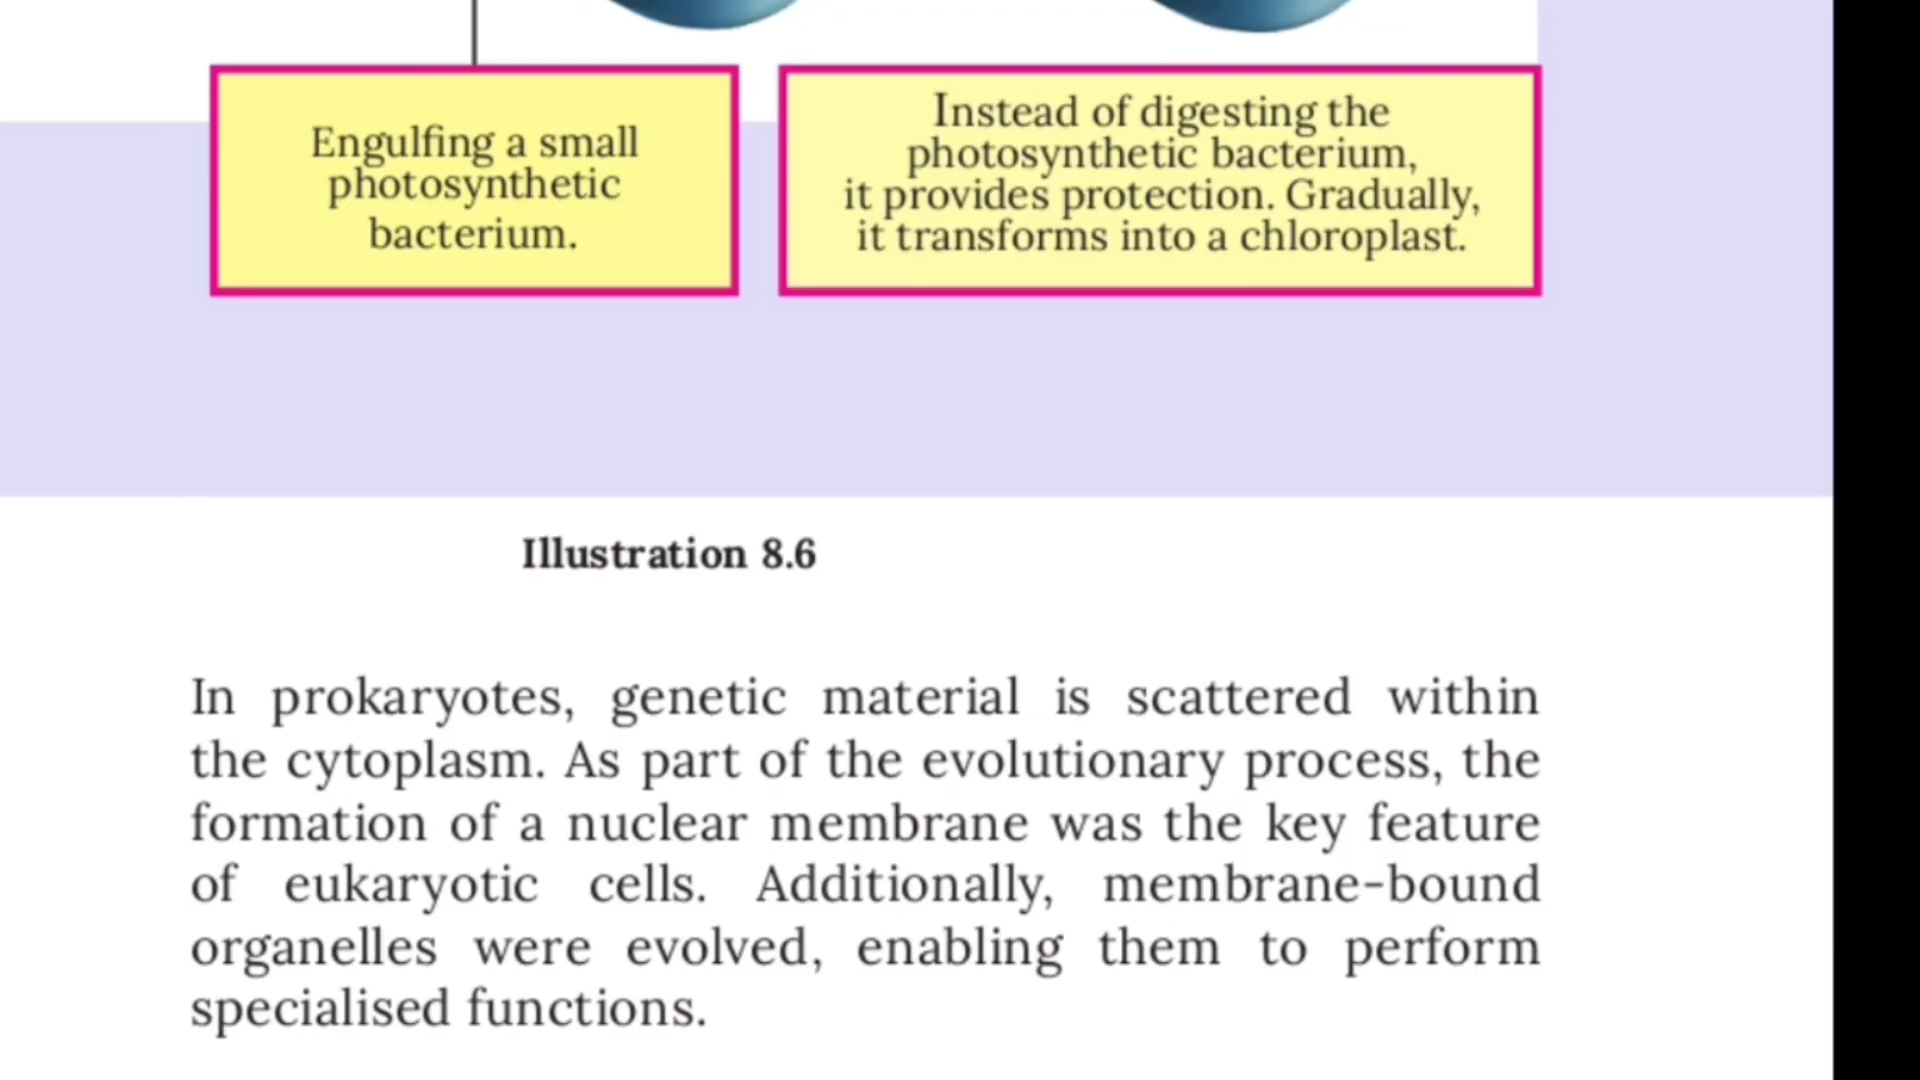 Engulfing a small
photosynthetic
bacterium.
Instead of digesting the
photosynthetic bacterium,
it provides protection. Gradually,
it transforms into a chloroplast.
Illustration 8.6
In prokaryotes, genetic material is scattered within
the cytoplasm. As part of the evolutionary process, the
formation of a nuclear membrane was the key feature
of eukaryotic cells. Additionally, membrane-bound
organelles were evolved, enabling them to perform
specialised functions.